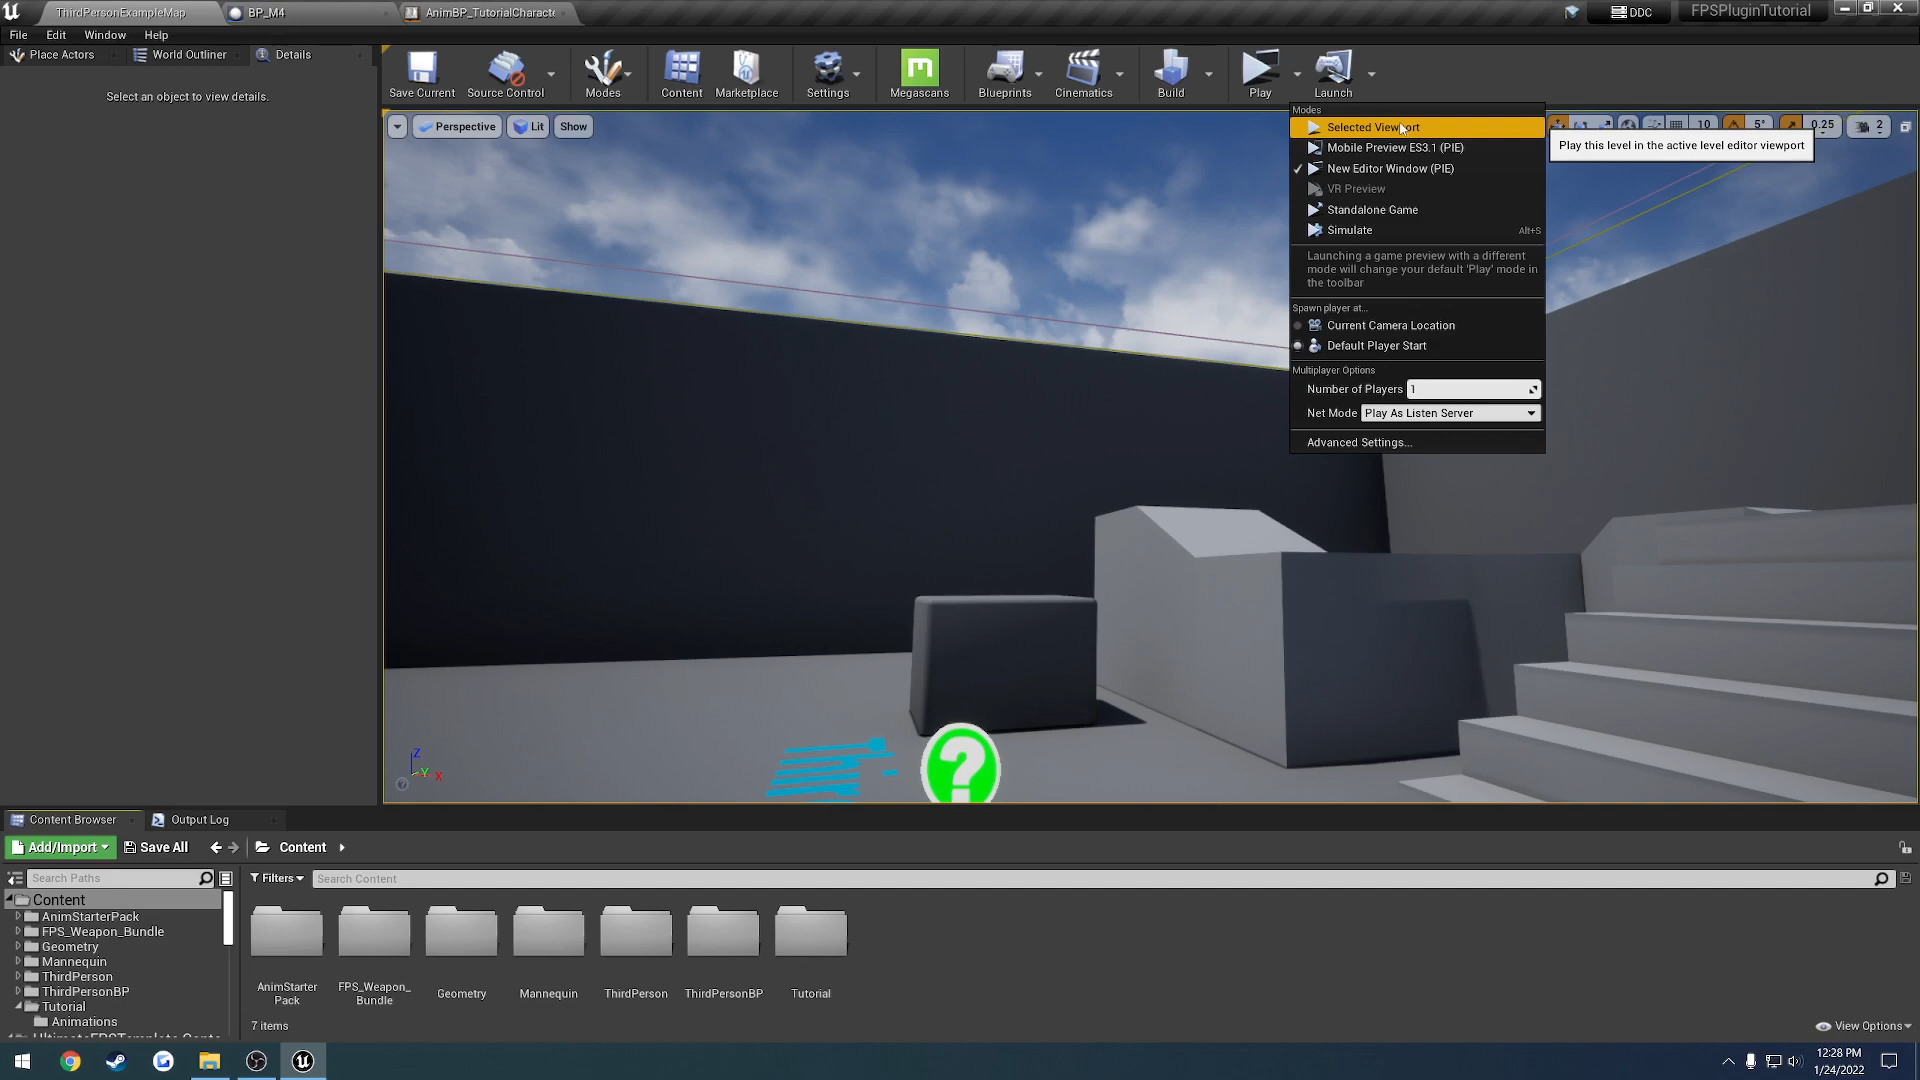 ThirdPersonExampleMap
BP_M4
AnimBP_TutorialCharacte
DDC
FPSPluginTutorial
File
Edit
Window
Help
Place Actors
World Outliner
Details
Select an object to view details.
Save Current
Source Control
Modes
Content
Marketplace
Settings
Megascans
Blueprints
Cinematics
Build
Play
Launch
Perspective
Lit
Show
10
5°
0.25
2
Modes
Selected Viewport
Play this level in the active level editor viewport
Mobile Preview ES3.1 (PIE)
New Editor Window (PIE)
VR Preview
Standalone Game
Simulate
Alt+S
Launching a game preview with a different
mode will change your default 'Play' mode in
the toolbar
Spawn player at...
Current Camera Location
Default Player Start
Multiplayer Options
Number of Players
1
Net Mode
Play As Listen Server
Advanced Settings...
Z
Y
X
?
Content Browser
Output Log
Add/Import
Save All
Content
Search Paths
Filters
Search Content
Content
AnimStarterPack
FPS_Weapon_Bundle
Geometry
Mannequin
ThirdPerson
ThirdPersonBP
Tutorial
Animations
AnimStarter
Pack
FPS_Weapon_
Bundle
Geometry
Mannequin
ThirdPerson
ThirdPersonBP
Tutorial
7 items
View Options
12:28 PM
1/24/2022